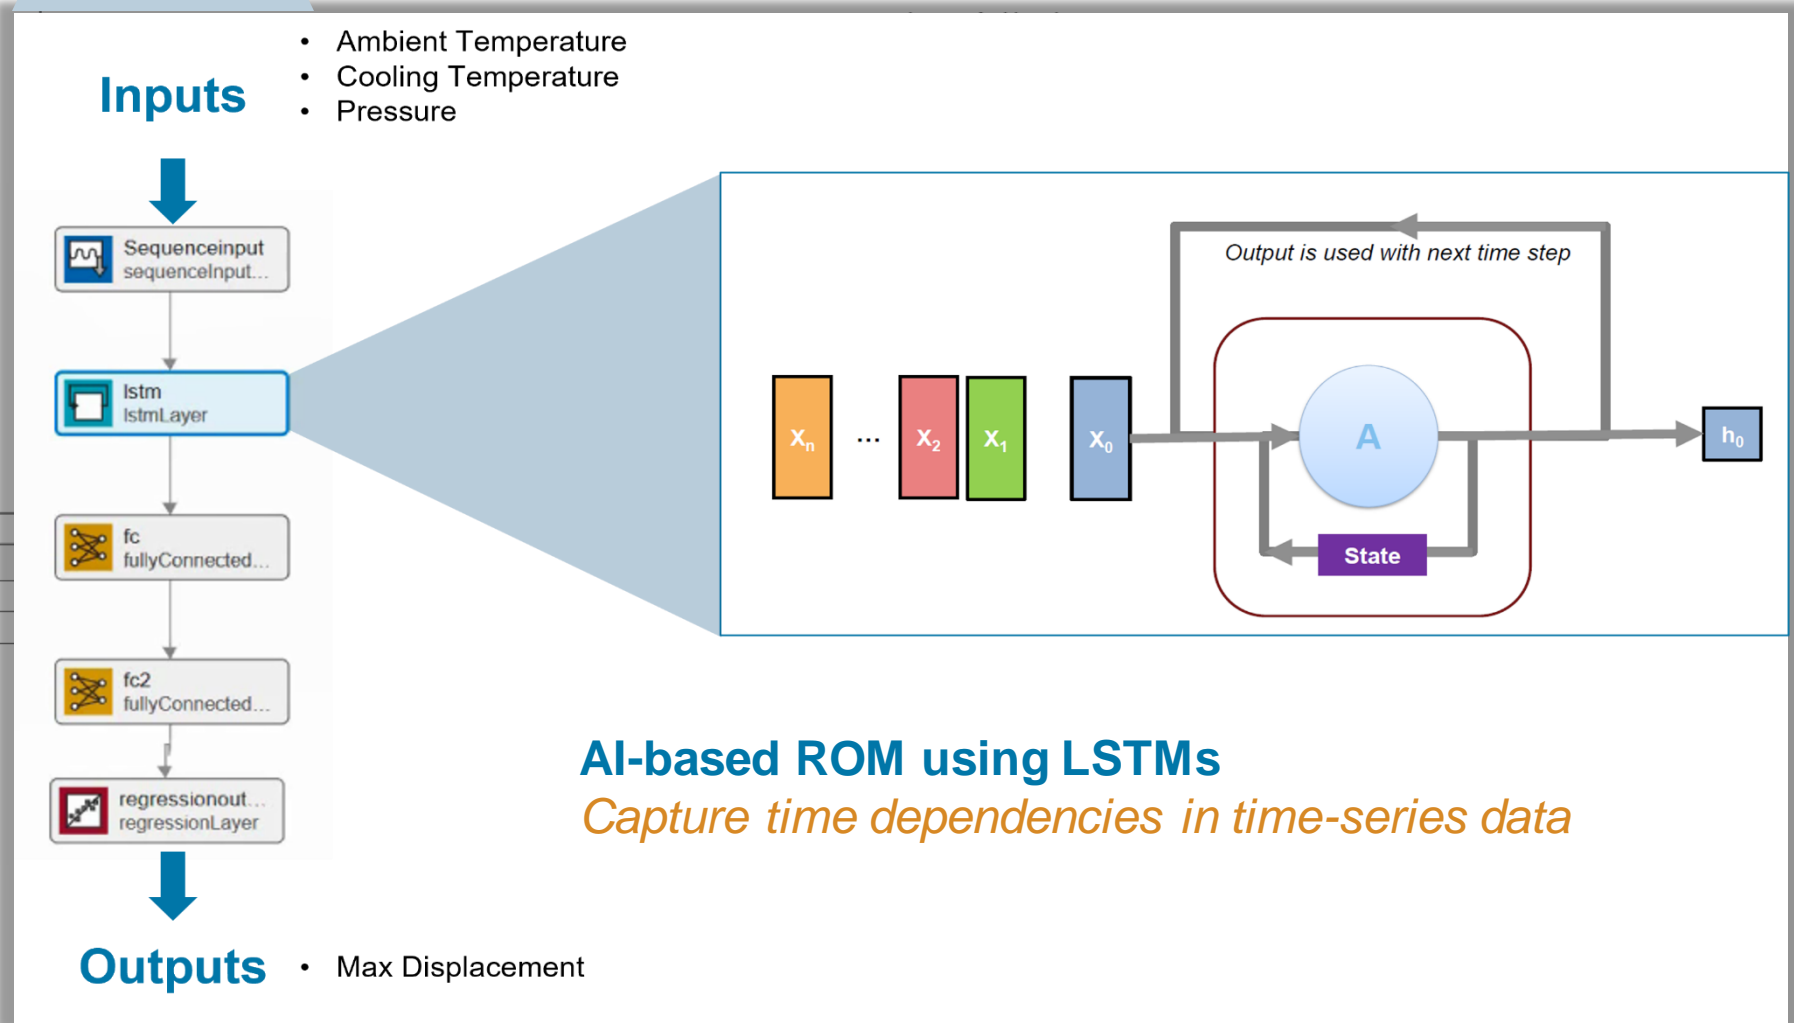 Inputs
• Ambient Temperature
• Cooling Temperature
• Pressure
Sequenceinput
sequenceInput...
lstm
lstmLayer
fc
fullyConnected...
fc2
fullyConnected...
regressionout...
regressionLayer
Outputs
• Max Displacement
Output is used with next time step
Xn ... X2 X1 X0 A h0
State
AI-based ROM using LSTMs
Capture time dependencies in time-series data